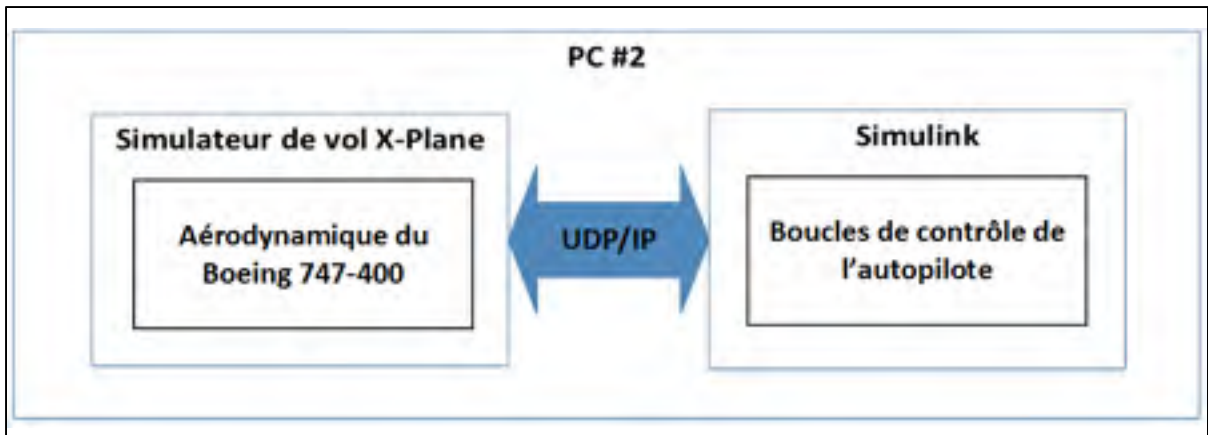 PC #2
Simulateur de vol X-Plane
Aérodynamique du
Boeing 747-400
UDP/IP
Simulink
Boucles de contrôle de
l'autopilote